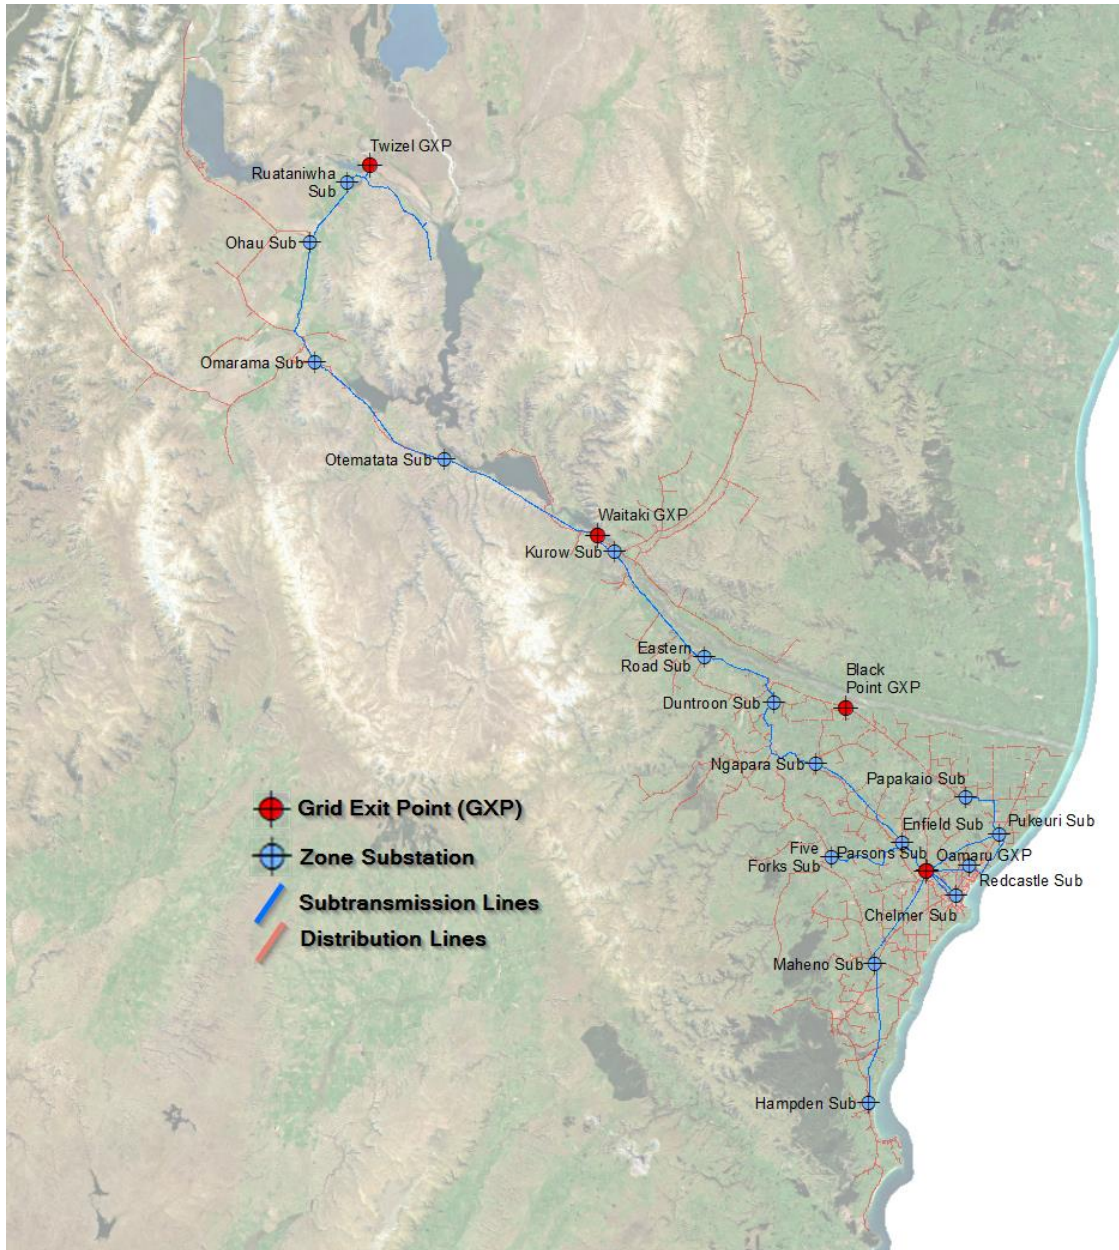 Twizel GXP
Ruataniwha
Sub
Ohau Sub
Omarama Sub
Otematata Sub
Waitaki GXP
Kurow Sub
Eastern
Road Sub
Black
Point GXP
Duntroon Sub
Ngapara Sub
Papakaio Sub
Enfield Sub
Pukeuri Sub
Five
Forks Sub
Parsons Sub
Oamaru GXP
Redcastle Sub
Chelmer Sub
Maheno Sub
Hampden Sub
Grid Exit Point (GXP)
Zone Substation
Subtransmission Lines
Distribution Lines